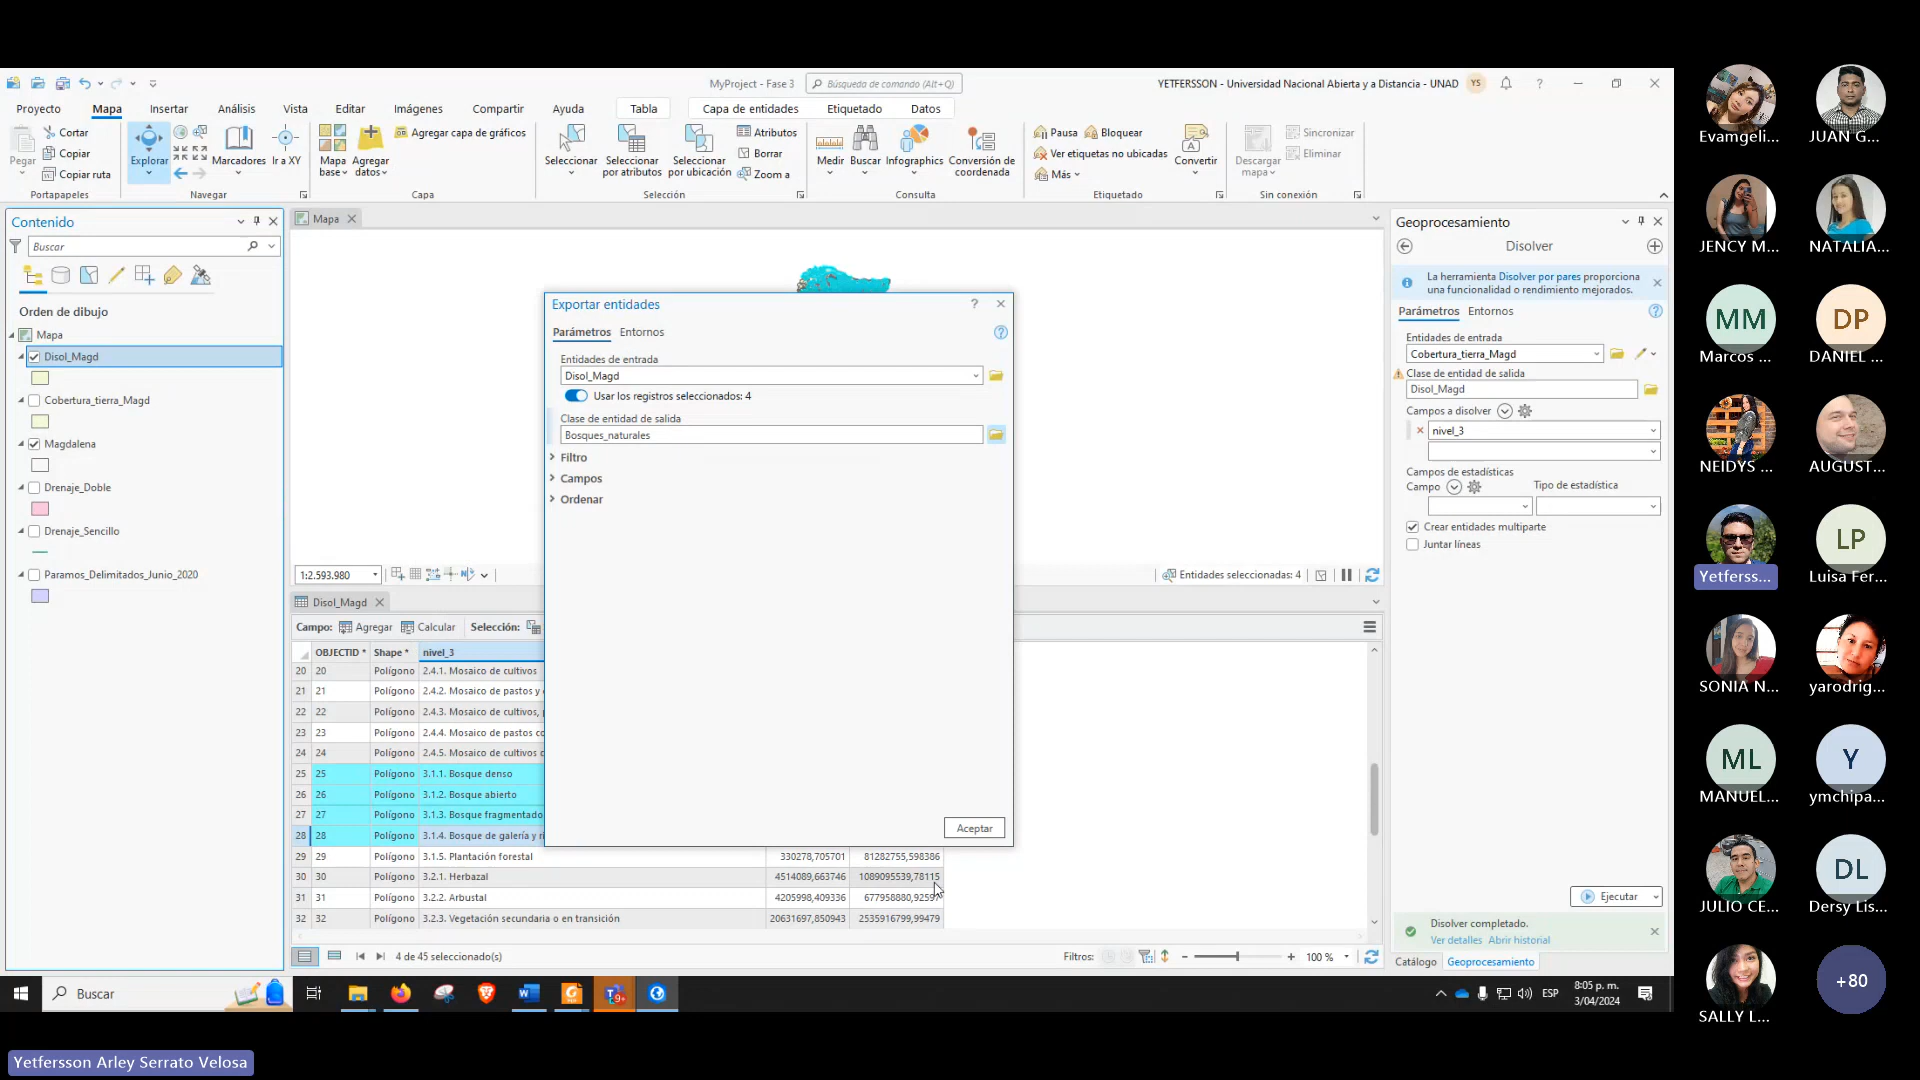 MyProject - Fase 3
Búsqueda de comando (Alt+Q)
YETFERSSON - Universidad Nacional Abierta y a Distancia - UNAD
YS
Proyecto
Mapa
Insertar
Análisis
Vista
Editar
Imágenes
Compartir
Ayuda
Tabla
Capa de entidades
Etiquetado
Datos
Pegar
Cortar
Copiar
Copiar ruta
Portapapeles
Explorar
Marcadores
Ir a XY
Navegar
Mapa base
Agregar datos
Agregar capa de gráficos
Capa
Seleccionar
Seleccionar por atributos
Seleccionar por ubicación
Atributos
Borrar
Zoom a
Selección
Medir
Buscar
Infographics
Conversión de coordenada
Consulta
Pausa
Bloquear
Ver etiquetas no ubicadas
Más
Convertir
Etiquetado
Descargar mapa
Sincronizar
Eliminar
Sin conexión
Contenido
Buscar
Orden de dibujo
Mapa
Disol_Magd
Cobertura_tierra_Magd
Magdalena
Drenaje_Doble
Drenaje_Sencillo
Paramos_Delimitados_Junio_2020
Mapa
Exportar entidades
Parámetros
Entornos
Entidades de entrada
Disol_Magd
Usar los registros seleccionados: 4
Clase de entidad de salida
Bosques_naturales
Filtro
Campos
Ordenar
Aceptar
1:2.593.980
Entidades seleccionadas: 4
Disol_Magd
Campo: Agregar Calcular Selección:
OBJECTID * Shape * nivel_3
20 20 Polígono 2.4.1. Mosaico de cultivos
21 21 Polígono 2.4.2. Mosaico de pastos y
22 22 Polígono 2.4.3. Mosaico de cultivos,
23 23 Polígono 2.4.4. Mosaico de pastos co
24 24 Polígono 2.4.5. Mosaico de cultivos
25 25 Polígono 3.1.1. Bosque denso
26 26 Polígono 3.1.2. Bosque abierto
27 27 Polígono 3.1.3. Bosque fragmentado
28 28 Polígono 3.1.4. Bosque de galería y ri
29 29 Polígono 3.1.5. Plantación forestal 330278,705701 81282755,598386
30 30 Polígono 3.2.1. Herbazal 4514089,663746 1089095539,78115
31 31 Polígono 3.2.2. Arbustal 4205998,409336 677958880,92597
32 32 Polígono 3.2.3. Vegetación secundaria o en transición 20631697,850943 2535916799,99479
4 de 45 seleccionado(s)
Filtros:
100 %
Geoprocesamiento
Disolver
La herramienta Disolver por pares proporciona
una funcionalidad o rendimiento mejorados.
Parámetros
Entornos
Entidades de entrada
Cobertura_tierra_Magd
Clase de entidad de salida
Disol_Magd
Campos a disolver
nivel_3
Campos de estadísticas
Campo
Tipo de estadística
Crear entidades multiparte
Juntar líneas
Ejecutar
Disolver completado.
Ver detalles Abrir historial
Catálogo
Geoprocesamiento
Buscar
9+
ESP
8:05 p. m.
3/04/2024
Evamgeli...
JUAN G...
JENCY M...
NATALIA...
MM
Marcos ...
DP
DANIEL ...
NEIDYS ...
AUGUST...
Yetferss...
LP
Luisa Fer...
SONIA N...
yarodrig...
ML
MANUEL...
Y
ymchipa...
JULIO CE...
DL
Dersy Lis...
SALLY L...
+80
Yetfersson Arley Serrato Velosa